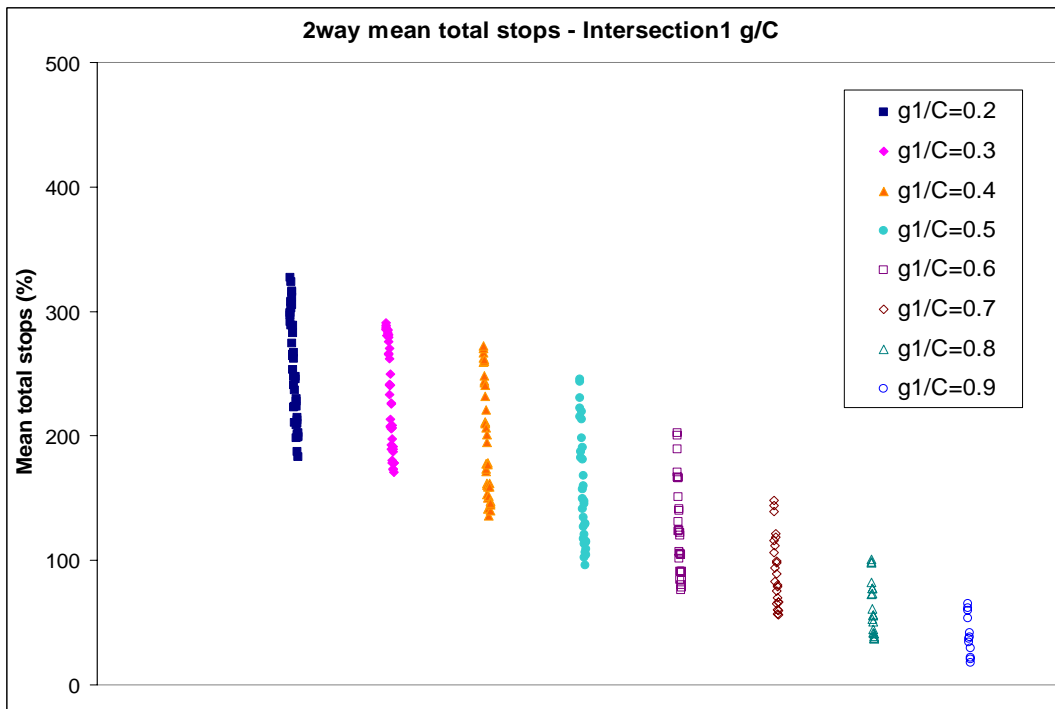 2way mean total stops - Intersection1 g/C
500
400
300
200
100
0
Mean total stops (%)
g1/C=0.2
g1/C=0.3
g1/C=0.4
g1/C=0.5
g1/C=0.6
g1/C=0.7
g1/C=0.8
g1/C=0.9